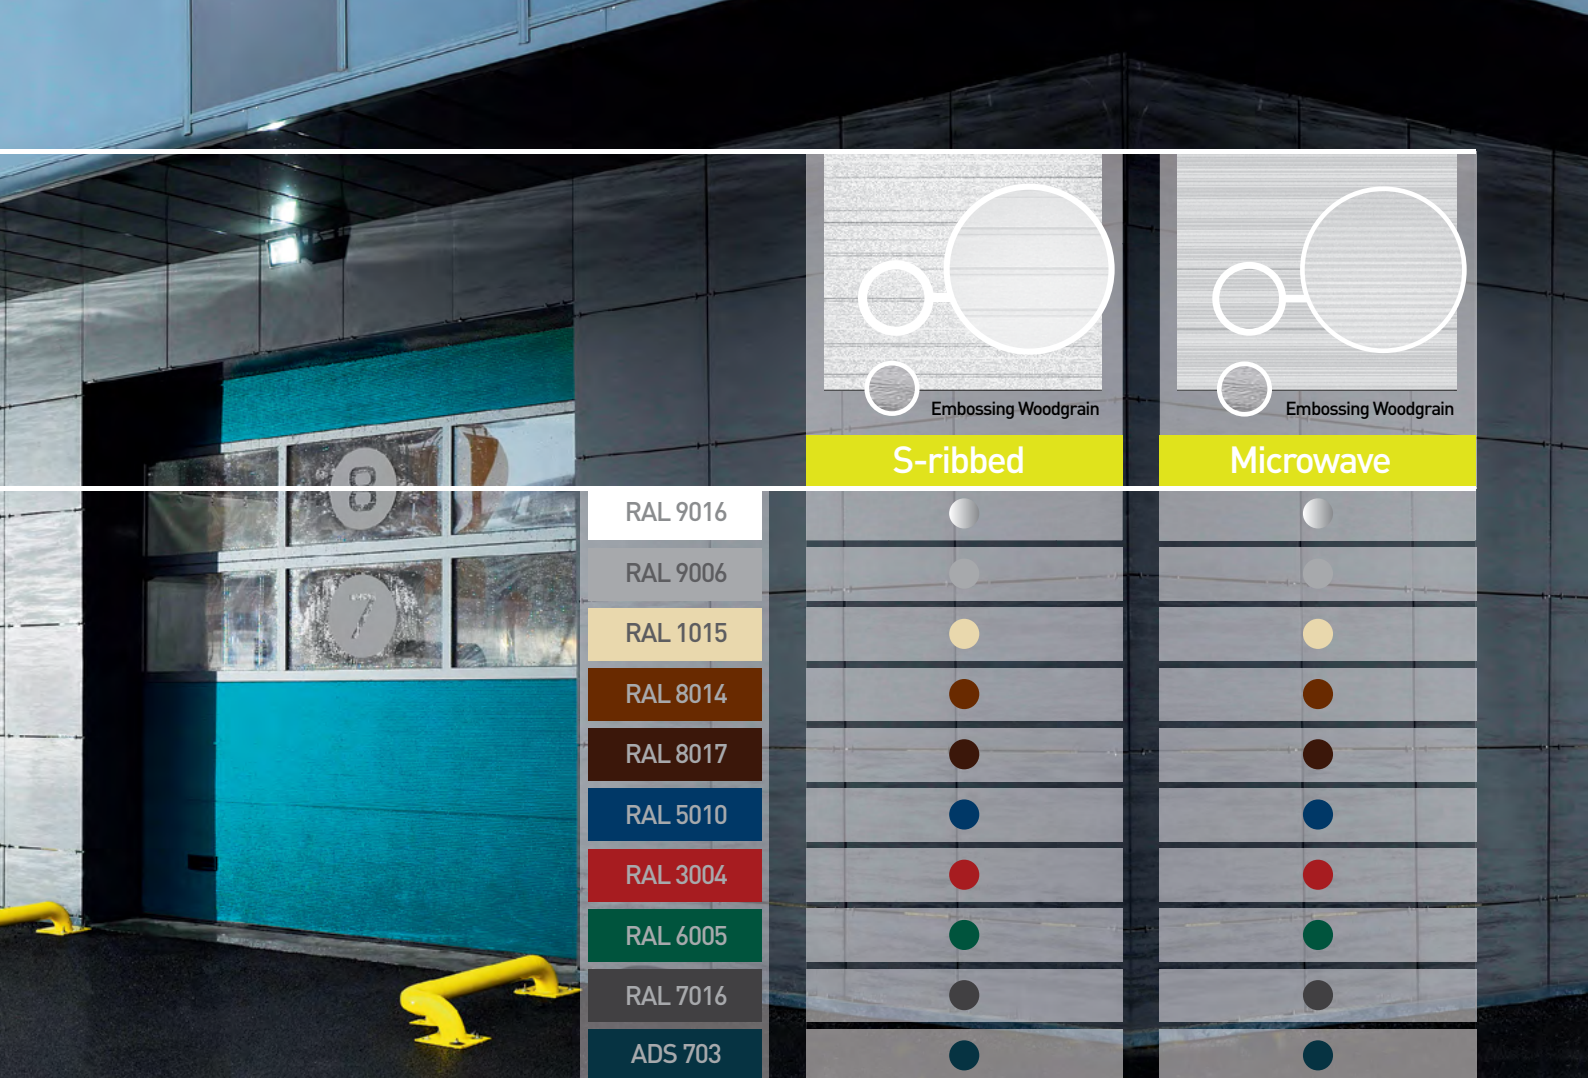 Embossing Woodgrain
Embossing Woodgrain
S-ribbed
Microwave
8
RAL 9016
RAL 9006
7
RAL 1015
RAL 8014
RAL 8017
RAL 5010
RAL 3004
RAL 6005
RAL 7016
ADS 703